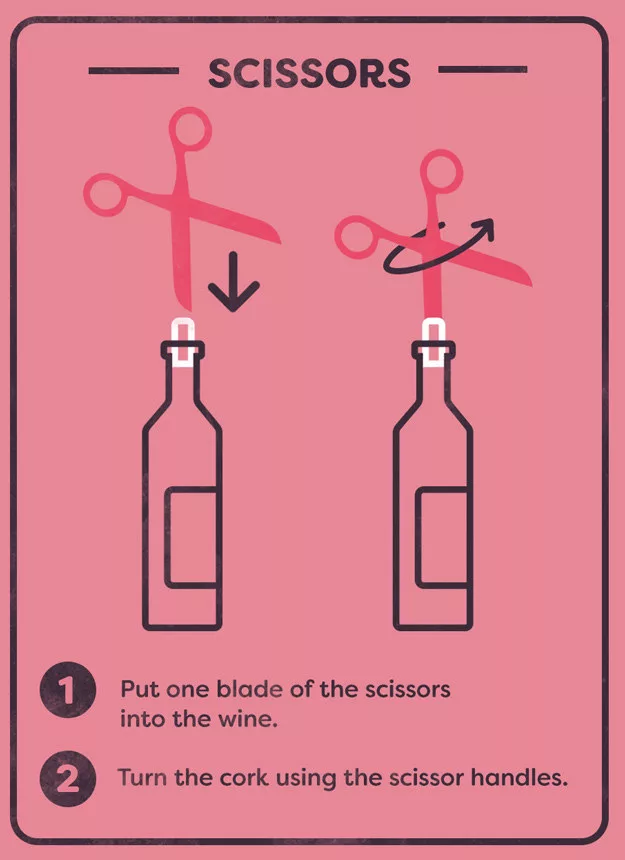 SCISSORS
1
Put one blade of the scissors
into the wine.
2
Turn the cork using the scissor handles.